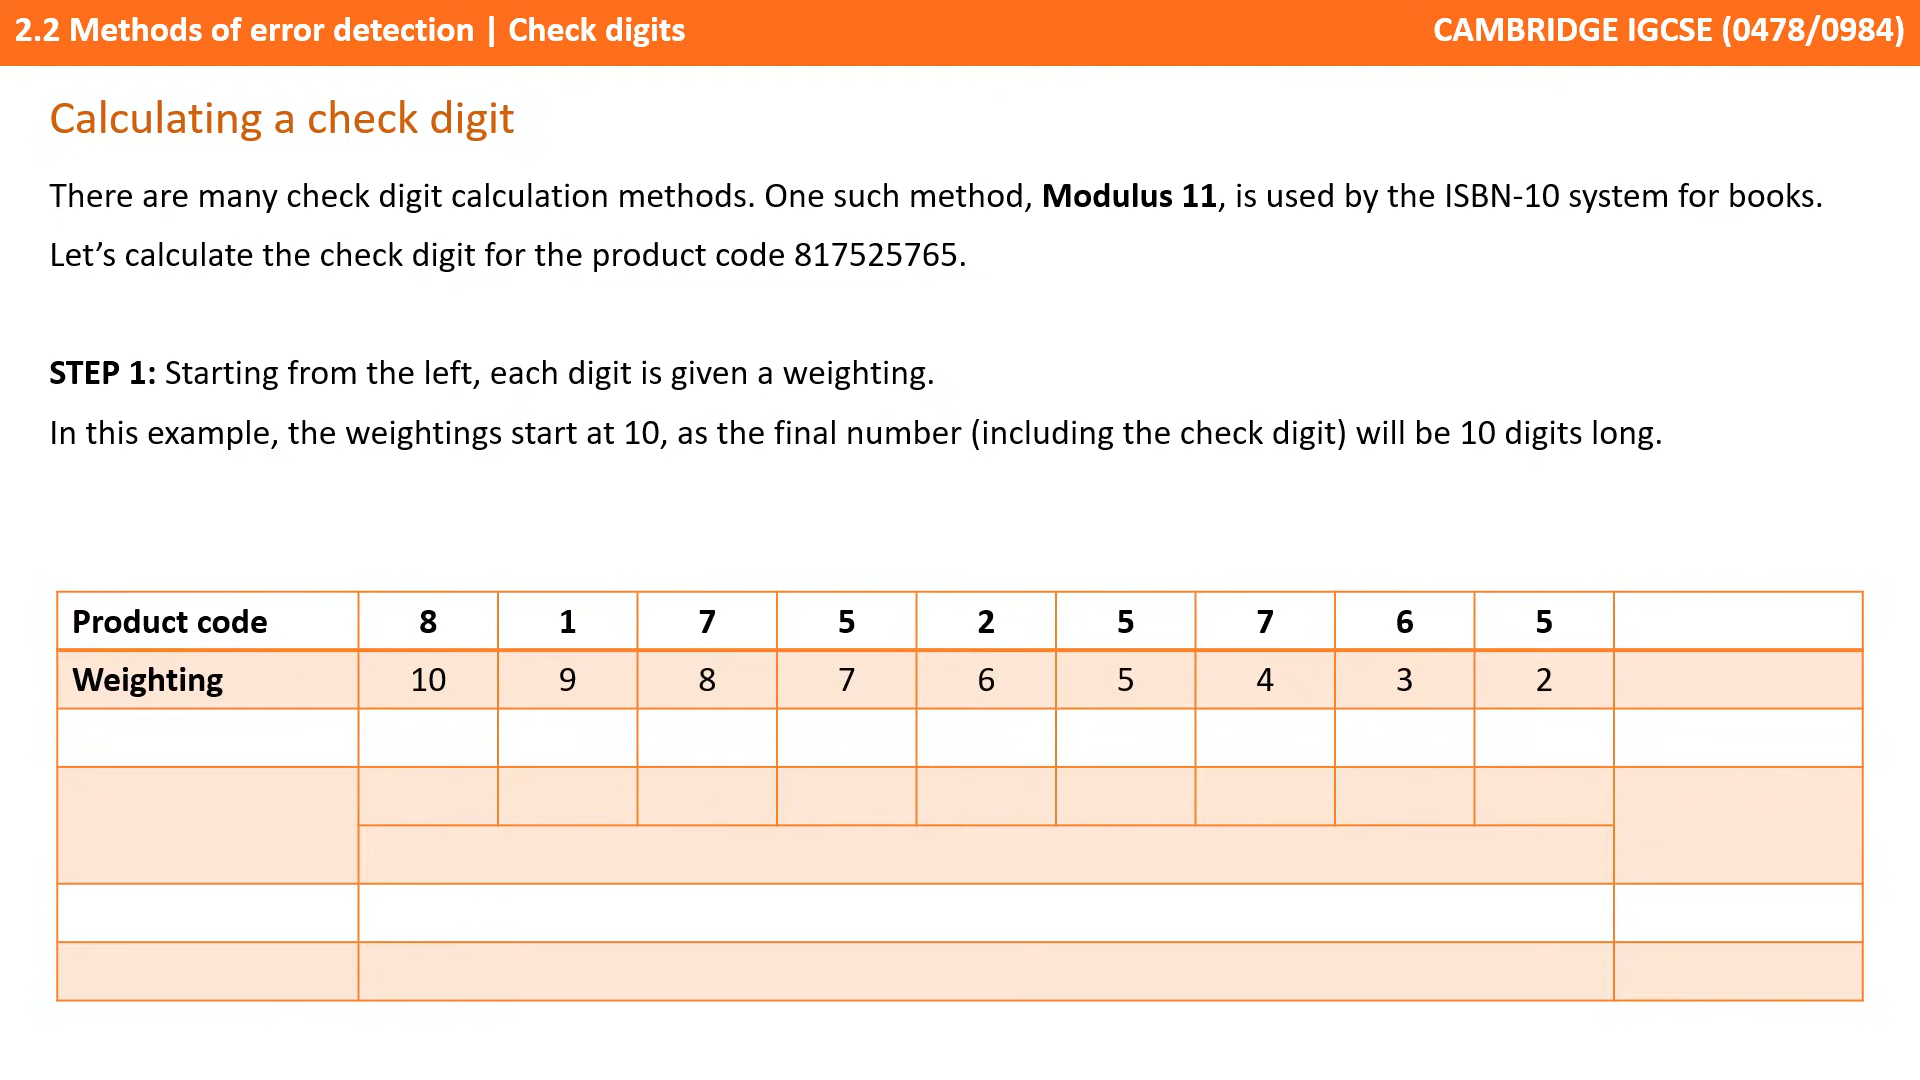 2.2 Methods of error detection | Check digits
CAMBRIDGE IGCSE (0478/0984)
Calculating a check digit
There are many check digit calculation methods. One such method, Modulus 11, is used by the ISBN-10 system for books.
Let’s calculate the check digit for the product code 817525765.
STEP 1: Starting from the left, each digit is given a weighting.
In this example, the weightings start at 10, as the final number (including the check digit) will be 10 digits long.
Product code 8 1 7 5 2 5 7 6 5
Weighting 10 9 8 7 6 5 4 3 2